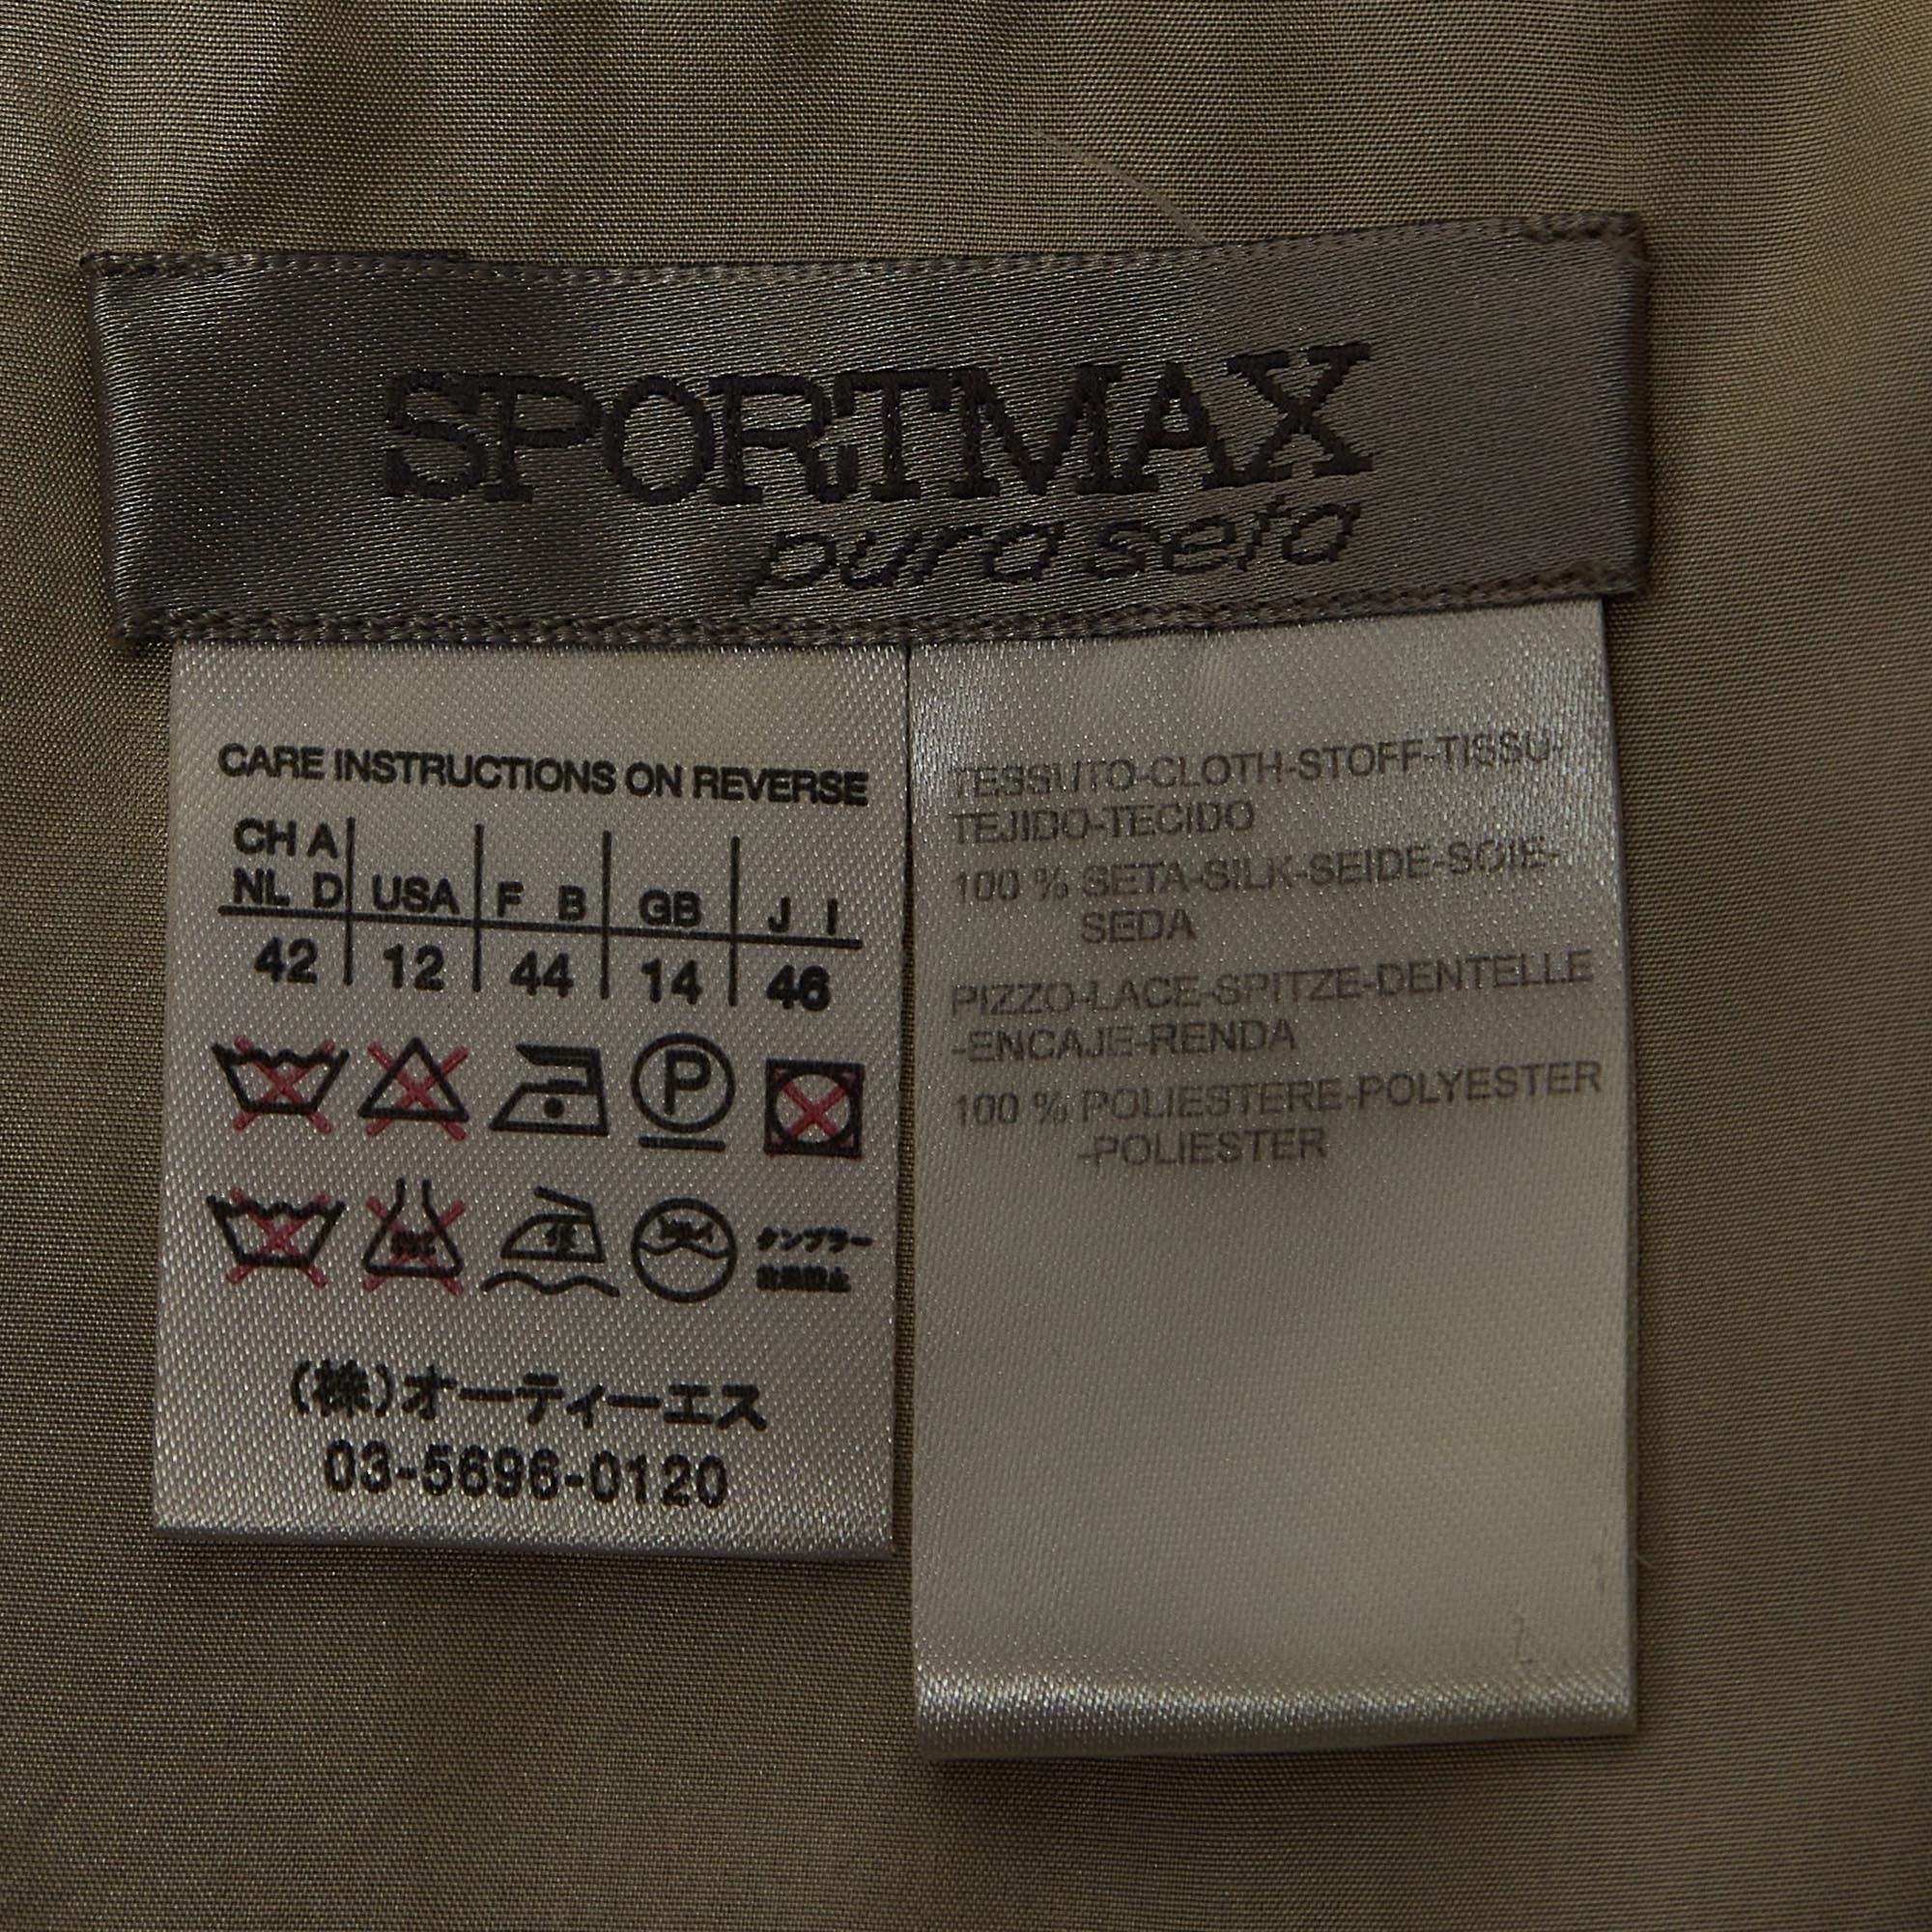 SPORTMAX
pura seta
CARE INSTRUCTIONS ON REVERSE
CH A
NL D USA F B GB J I
42 12 44 14 46
P
タンブラー
(株)オーティーエス
03-5696-0120
TESSUTO-CLOTH-STOFF-TISSU-
TEJIDO-TECIDO
100 % SETA-SILK-SEIDE-SOIE-
SEDA
PIZZO-LACE-SPITZE-DENTELLE
-ENCAJE-RENDA
100 % POLIESTERE-POLYESTER
-POLIESTER